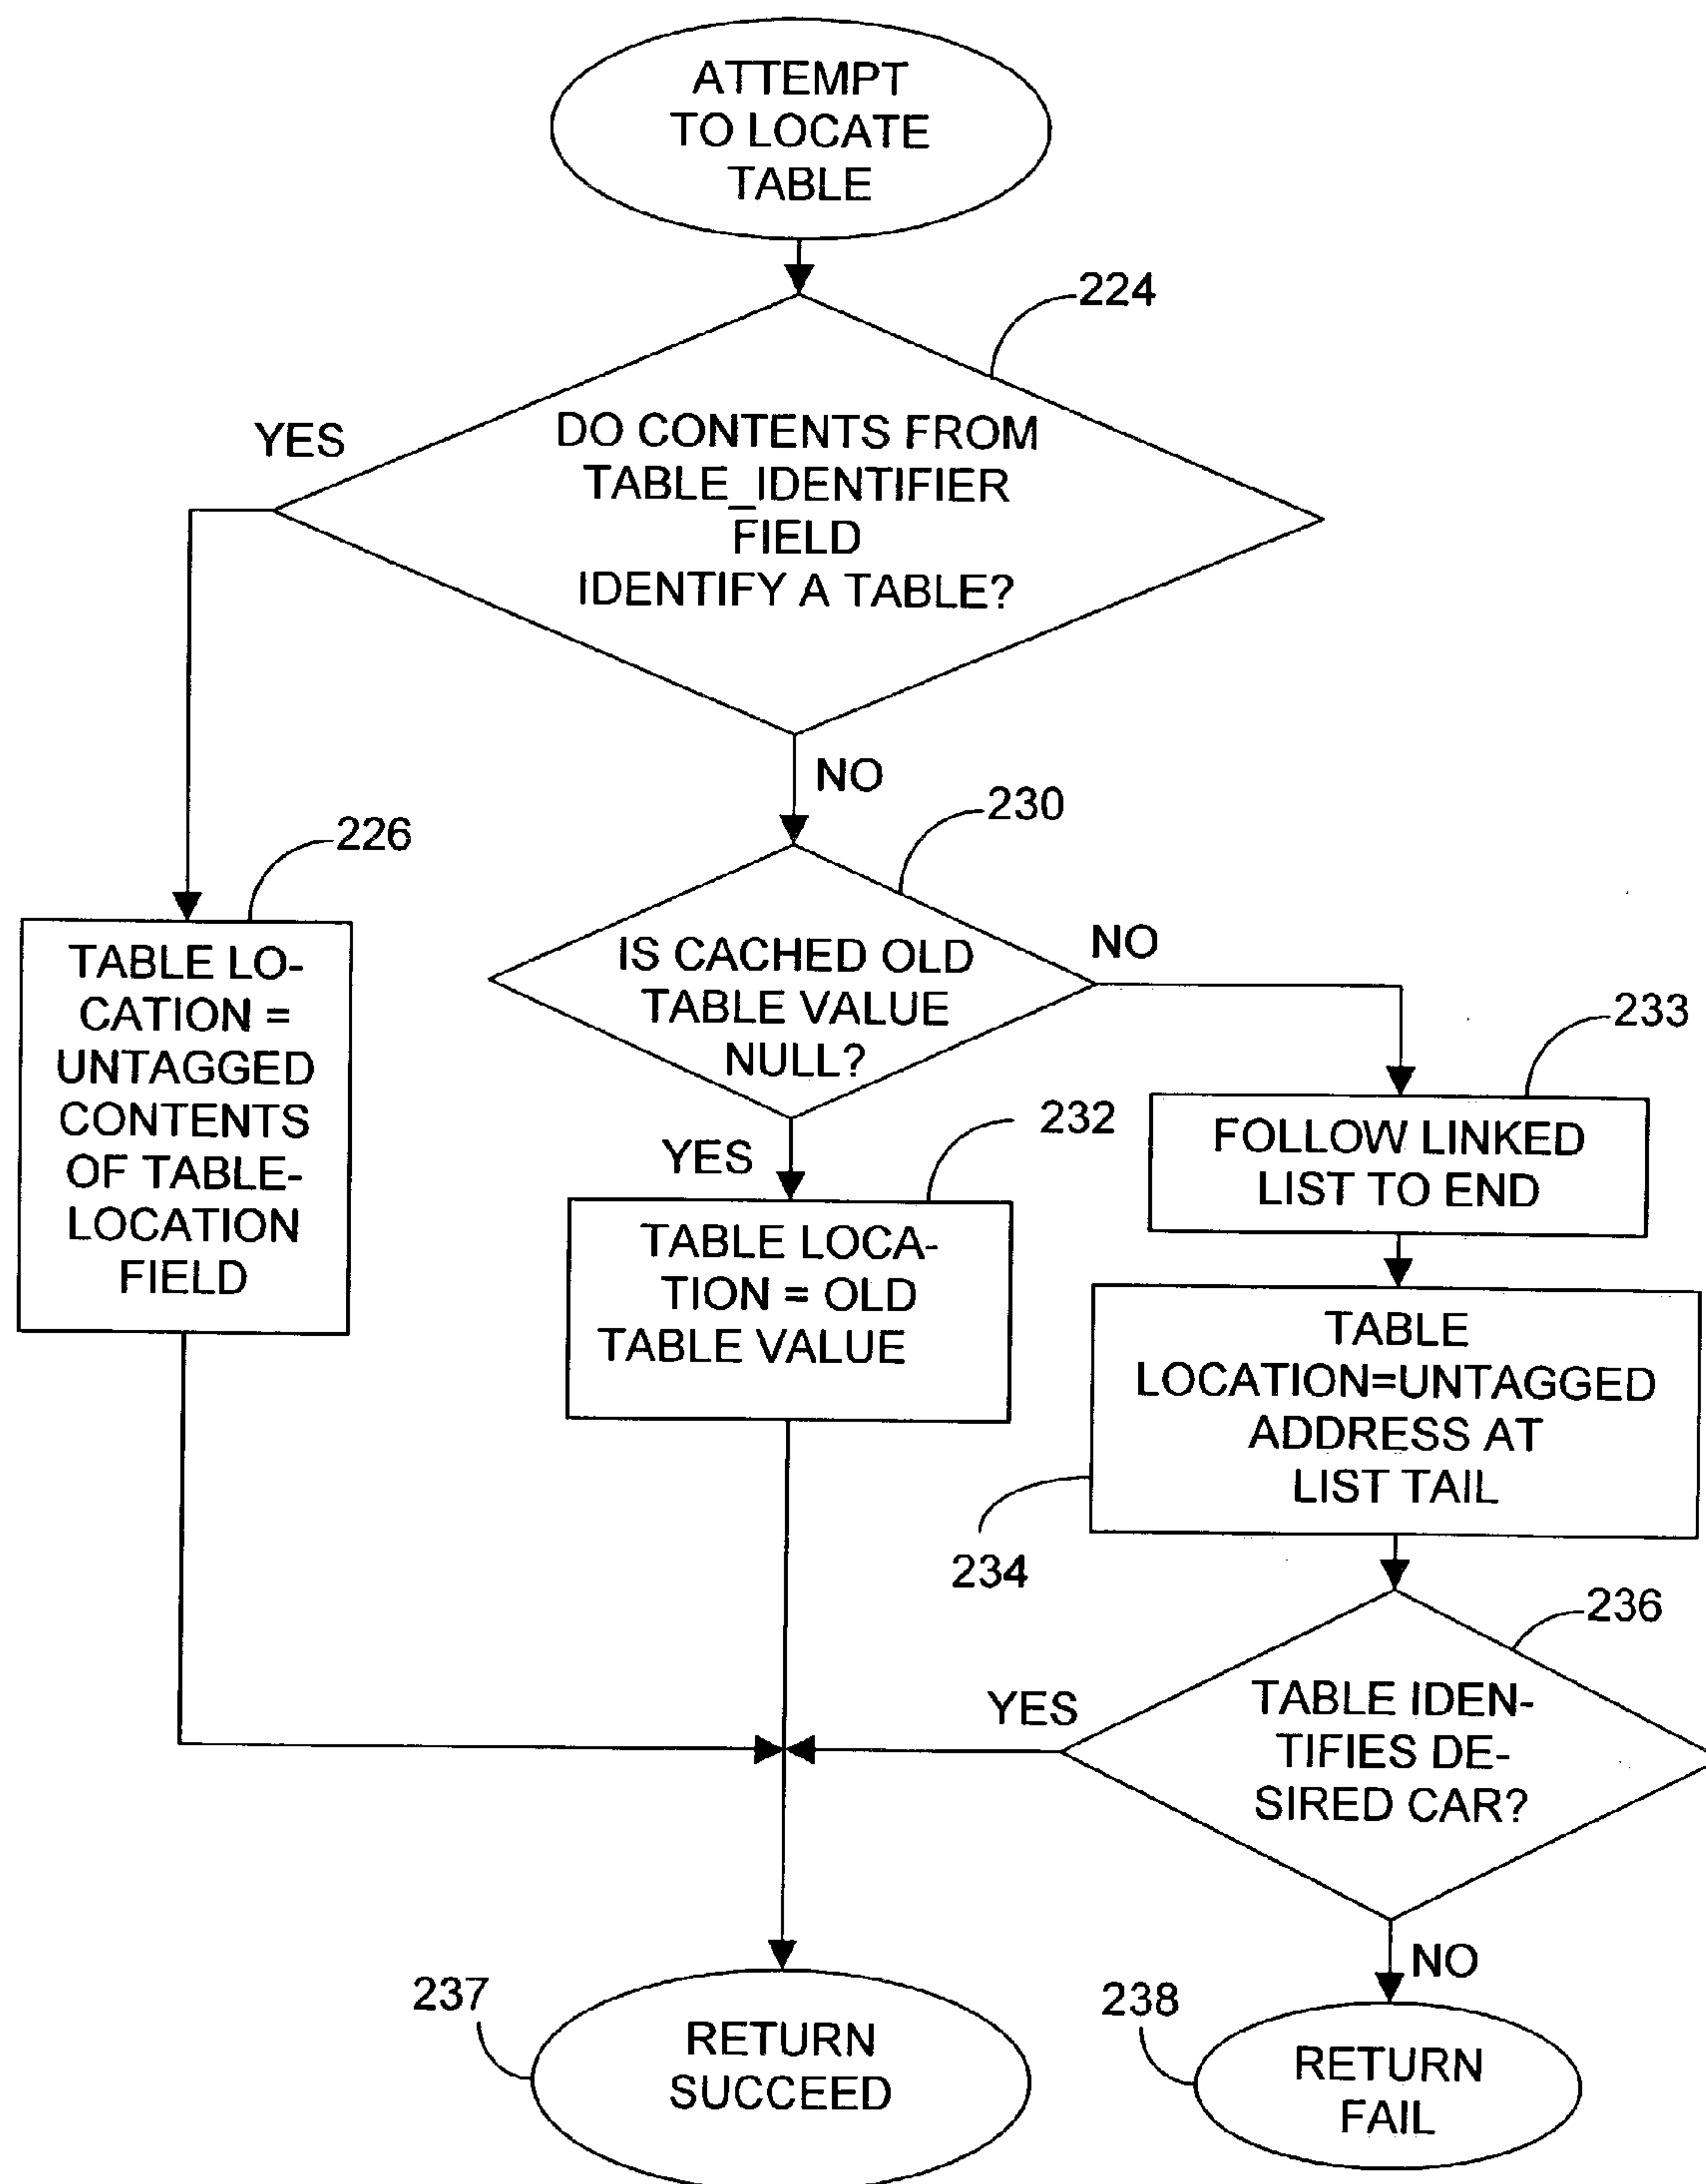 ATTEMPT
TO LOCATE
TABLE
224
DO CONTENTS FROM
TABLE_IDENTIFIER
FIELD
IDENTIFY A TABLE?
YES
NO
230
226
IS CACHED OLD
TABLE VALUE
NULL?
NO
YES
TABLE LO-
CATION =
UNTAGGED
CONTENTS
OF TABLE-
LOCATION
FIELD
232
TABLE LOCA-
TION = OLD
TABLE VALUE
233
FOLLOW LINKED
LIST TO END
TABLE
LOCATION=UNTAGGED
ADDRESS AT
LIST TAIL
234
236
TABLE IDEN-
TIFIES DE-
SIRED CAR?
YES
NO
237
RETURN
SUCCEED
238
RETURN
FAIL